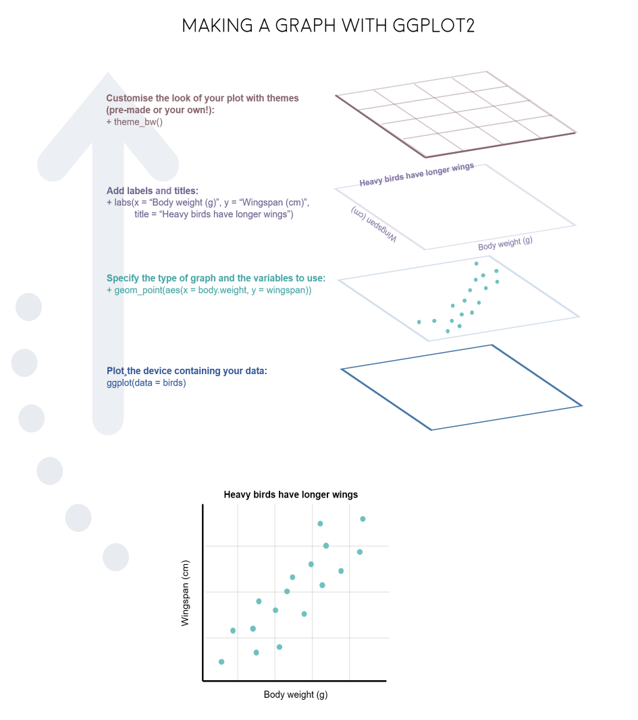 MAKING A GRAPH WITH GGPLOT2
Customise the look of your plot with themes
(pre-made or your own!):
+ theme_bw()
Add labels and titles:
+ labs(x = “Body weight (g)”, y = “Wingspan (cm)”,
title = “Heavy birds have longer wings”)
Heavy birds have longer wings
Wingspan (cm)
Body weight (g)
Specify the type of graph and the variables to use:
+ geom_point(aes(x = body.weight, y = wingspan))
Plot the device containing your data:
ggplot(data = birds)
Heavy birds have longer wings
Wingspan (cm)
Body weight (g)